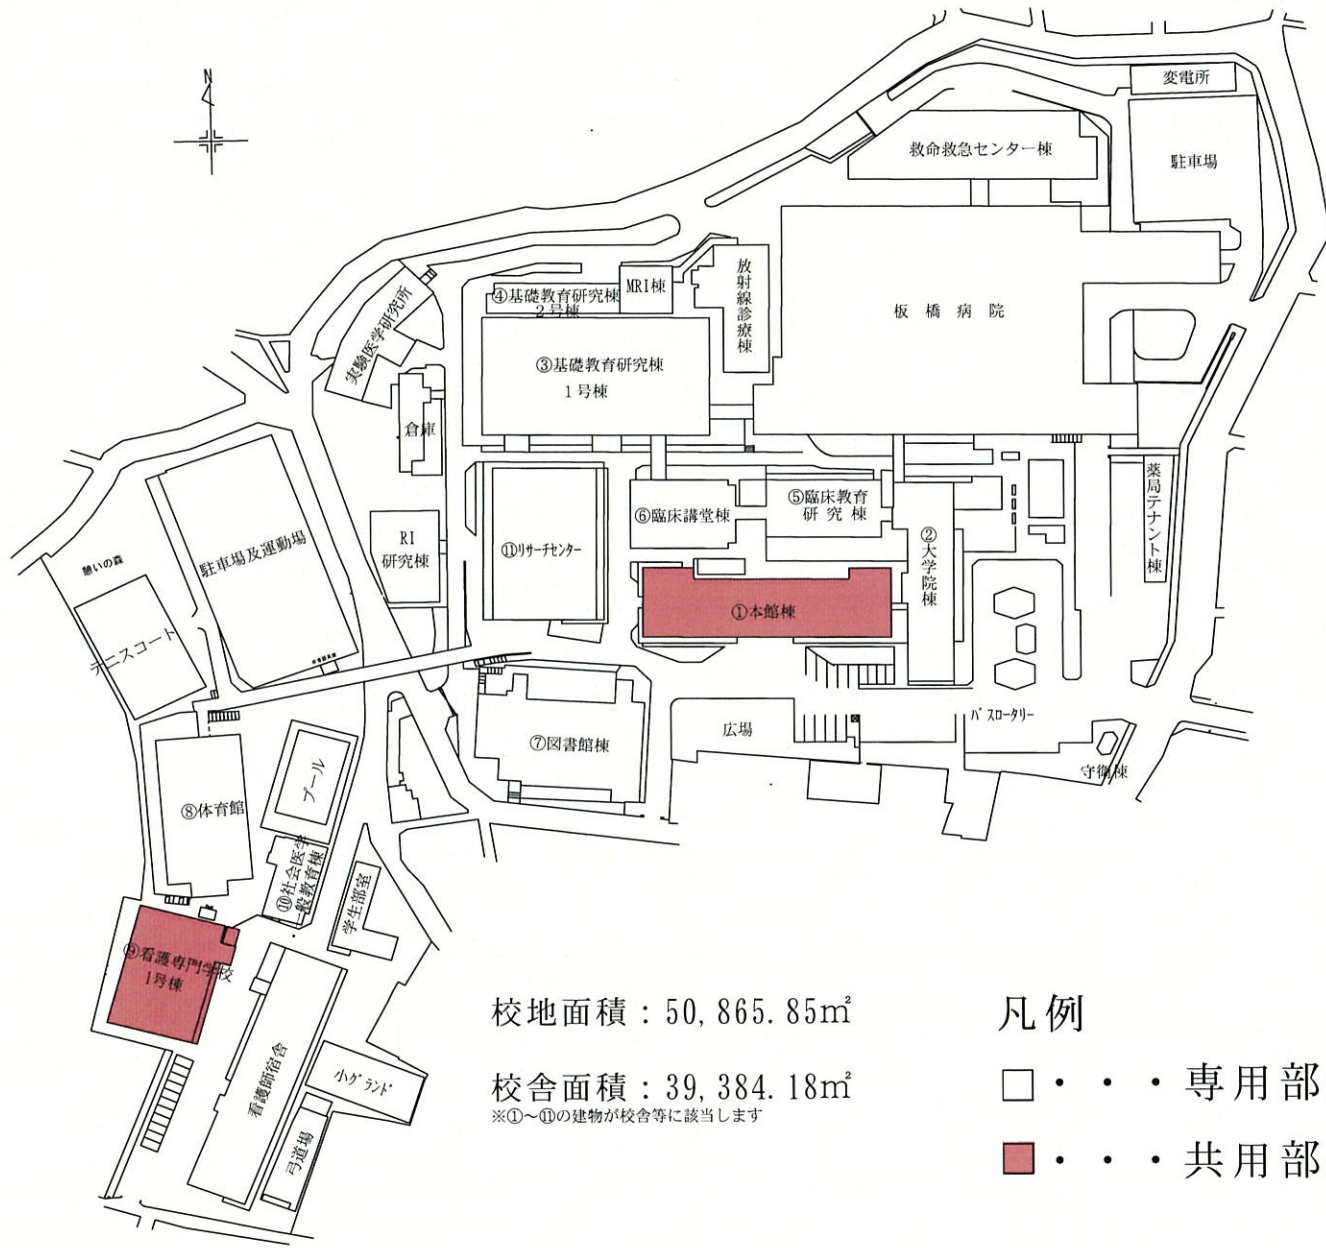 N
変電所
救命救急センター棟
駐車場
板橋病院
放射線診療棟
MRI棟
④基礎教育研究棟
2号棟
③基礎教育研究棟
1号棟
実験医学研究所
倉庫
駐車場及運動場
RI
研究棟
⑪リサーチセンター
⑥臨床講堂棟
⑤臨床教育
研究棟
②大学院棟
薬局テナント棟
①本館棟
憩いの森
テニスコート
⑦図書館棟
広場
バスロータリー
守衛棟
⑧体育館
プール
⑩社会医学
一般教育棟
学生部室
⑨看護専門学校
1号棟
看護師宿舎
小グランド
弓道場
校地面積：50,865.85㎡
校舎面積：39,384.18㎡
※①～⑪の建物が校舎等に該当します
凡例
□・・・専用部
■・・・共用部